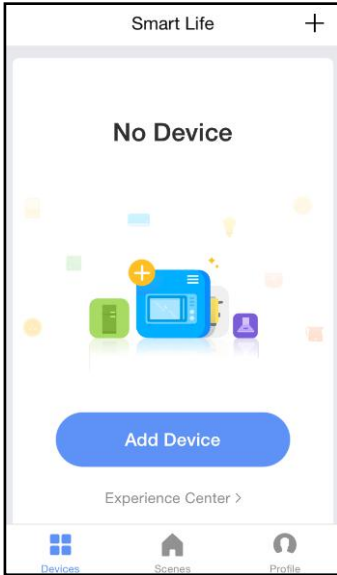 Smart Life +
No Device
Add Device
Experience Center >
Devices Scenes Profile